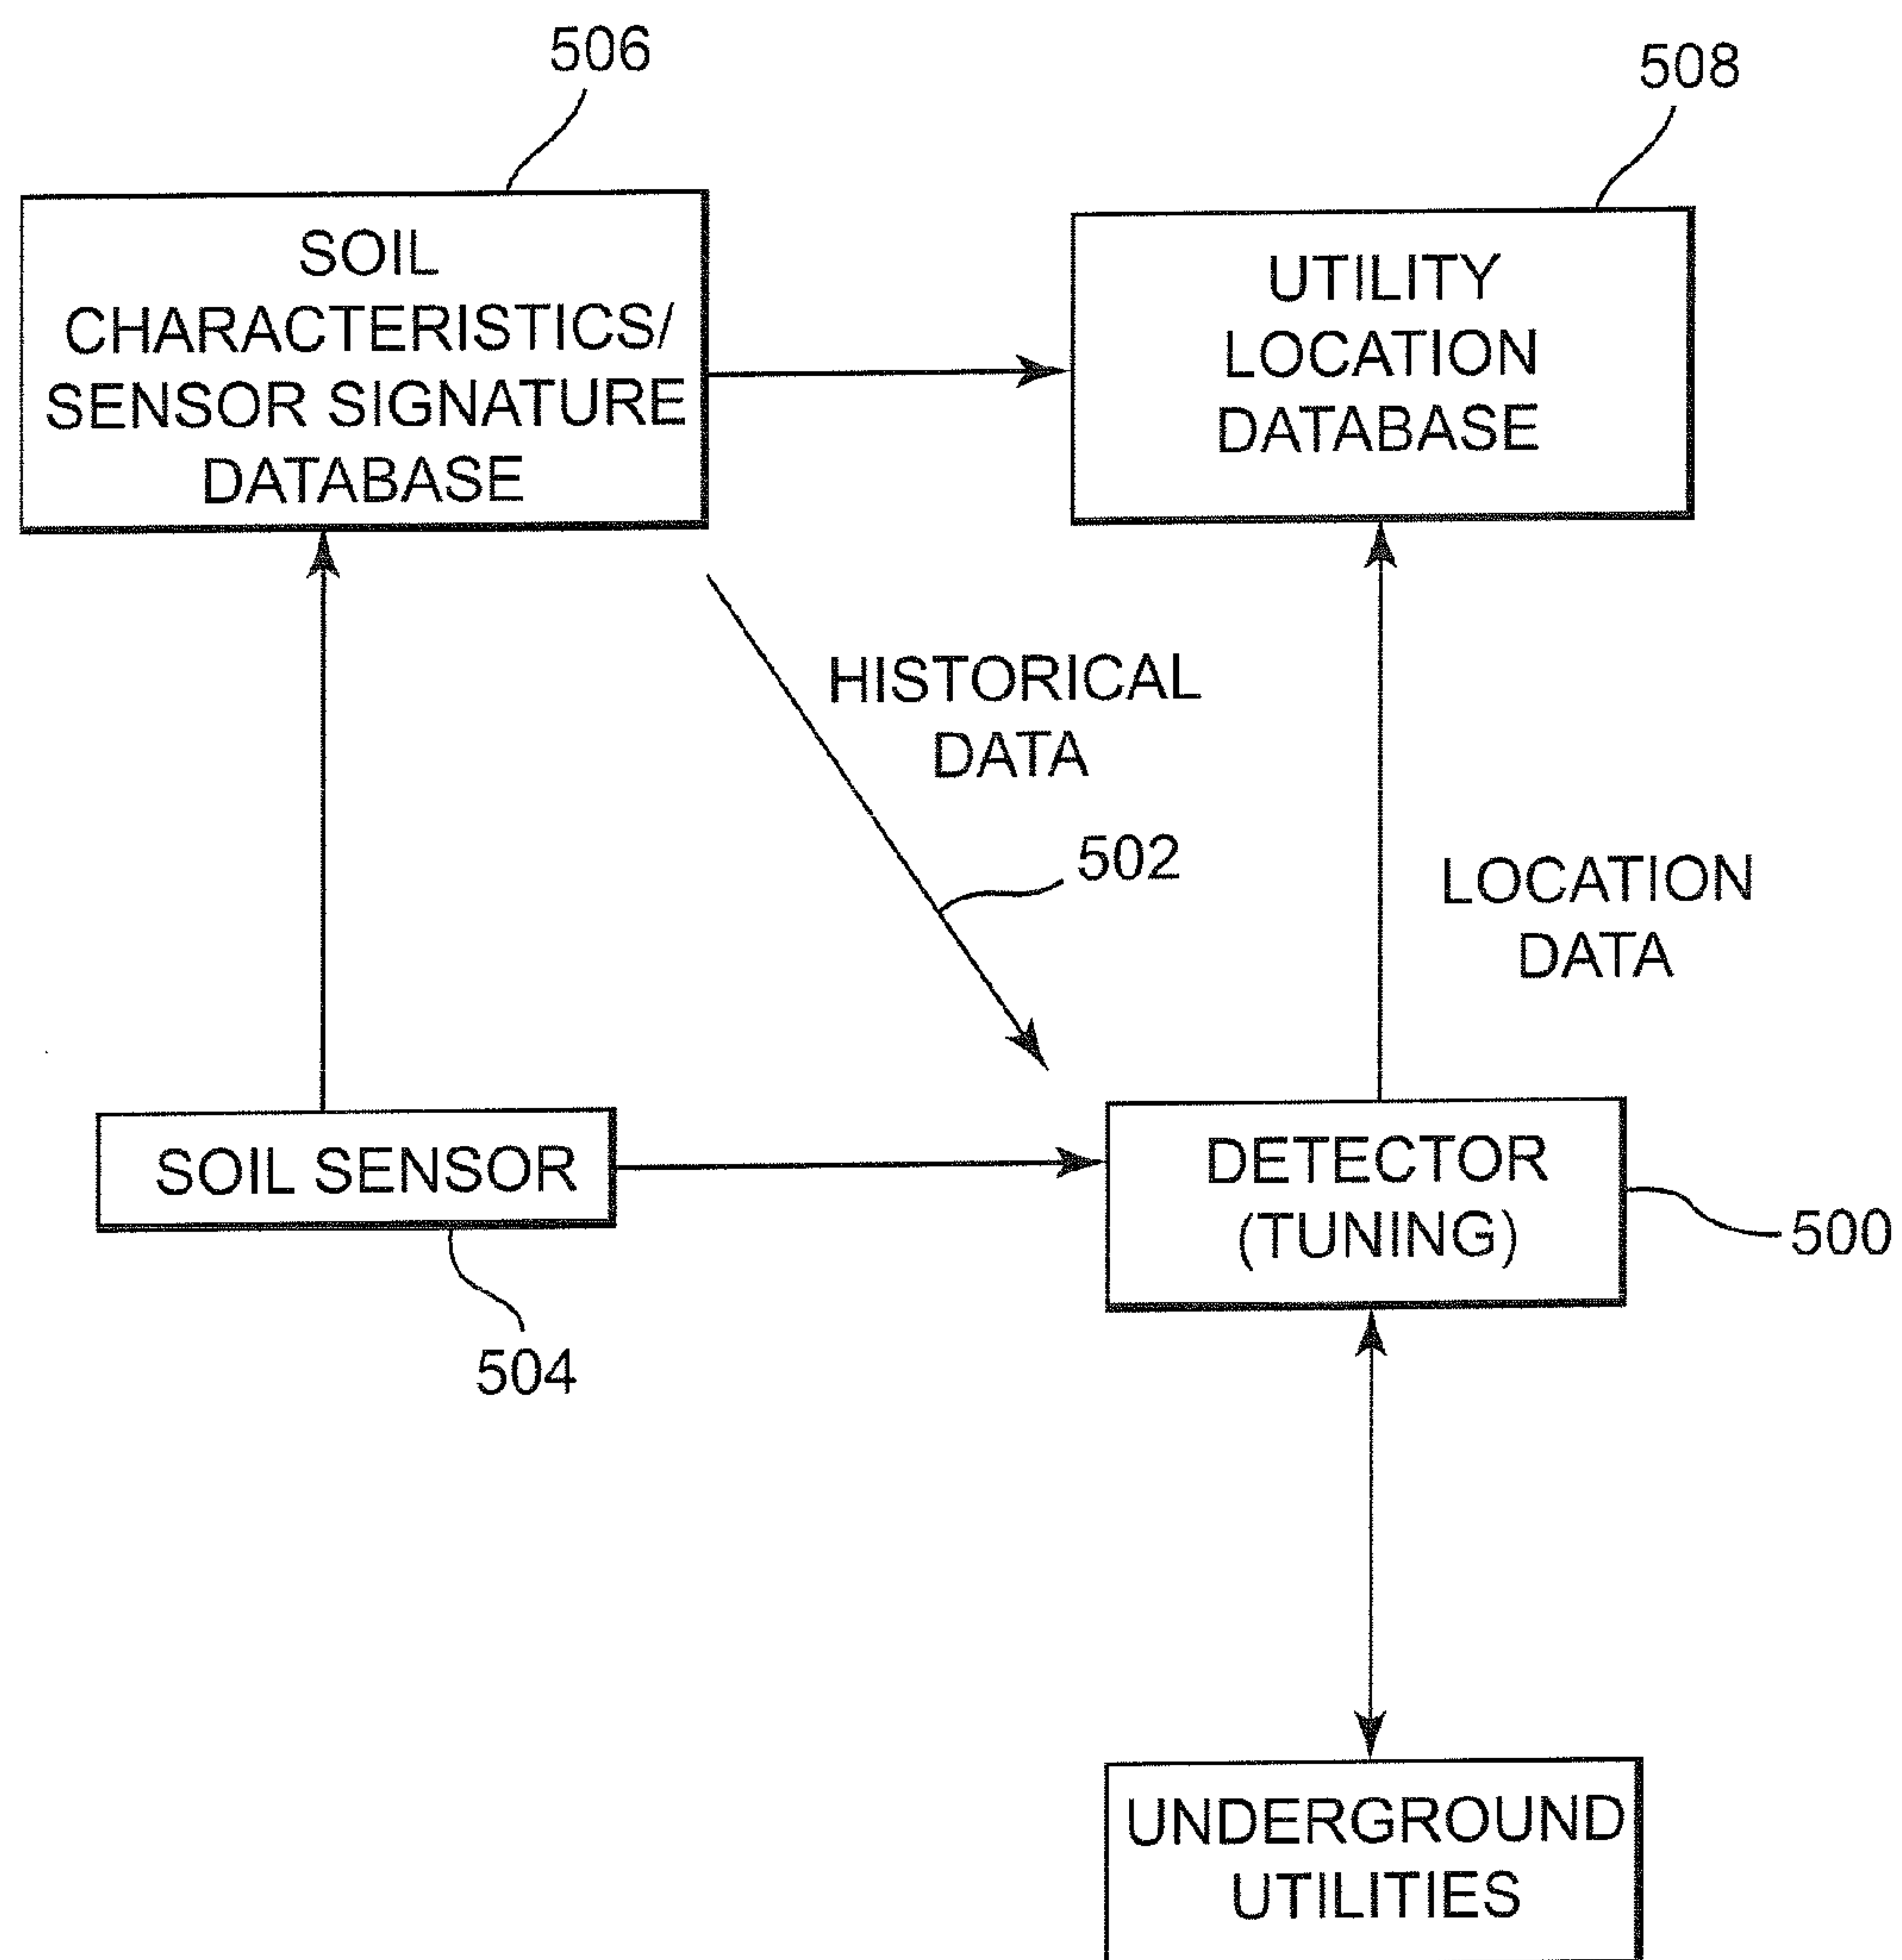 506
508
SOIL
CHARACTERISTICS/
SENSOR SIGNATURE
DATABASE
UTILITY
LOCATION
DATABASE
HISTORICAL
DATA
502
LOCATION
DATA
SOIL SENSOR
504
DETECTOR
(TUNING)
500
UNDERGROUND
UTILITIES